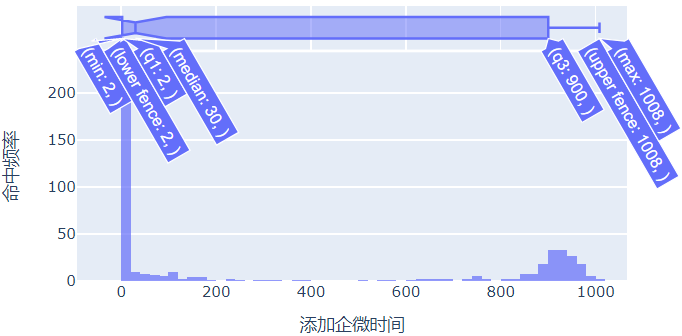 (min: 2, )
(lower fence: 2, )
(q1: 2, )
(median: 30, )
(q3: 900, )
(upper fence: 1008, )
(max: 1008, )
200
150
100
50
0
命中频率
0
200
400
600
800
1000
添加企微时间